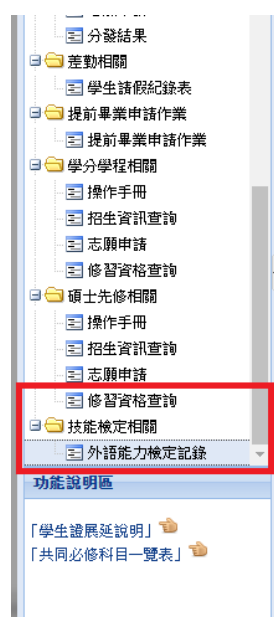 分發結果
差勤相關
學生請假紀錄表
提前畢業申請作業
提前畢業申請作業
學分學程相關
操作手冊
招生資訊查詢
志願申請
修習資格查詢
碩士先修相關
操作手冊
招生資訊查詢
志願申請
修習資格查詢
技能檢定相關
外語能力檢定記錄
功能說明區
「學生證展延說明」
「共同必修科目一覽表」